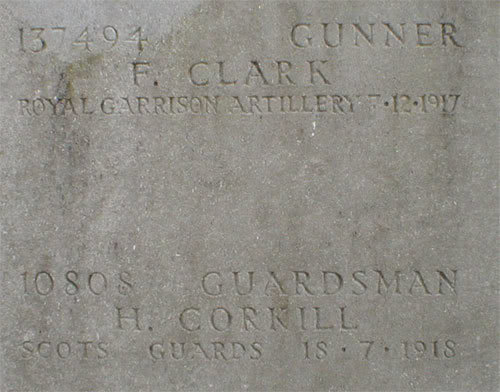 137494 GUNNER
F. CLARK
ROYAL GARRISON ARTILLERY 7·12·1917
10808 GUARDSMAN
H. CORKILL
SCOTS GUARDS 18·7·1918